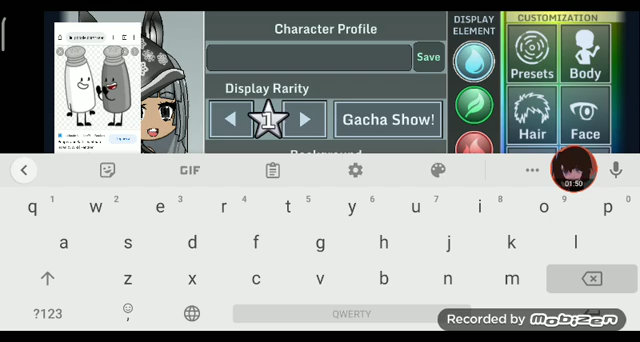 Character Profile
Save
Display Rarity
1
Gacha Show!
DISPLAY
ELEMENT
CUSTOMIZATION
Presets
Body
Hair
Face
GIF
01:50
q 1 w 2 e 3 r 4 t 5 y 6 u 7 i 8 o 9 p 0
a s d f g h j k l
z x c v b n m
?123
,
QWERTY
Recorded by mobizen